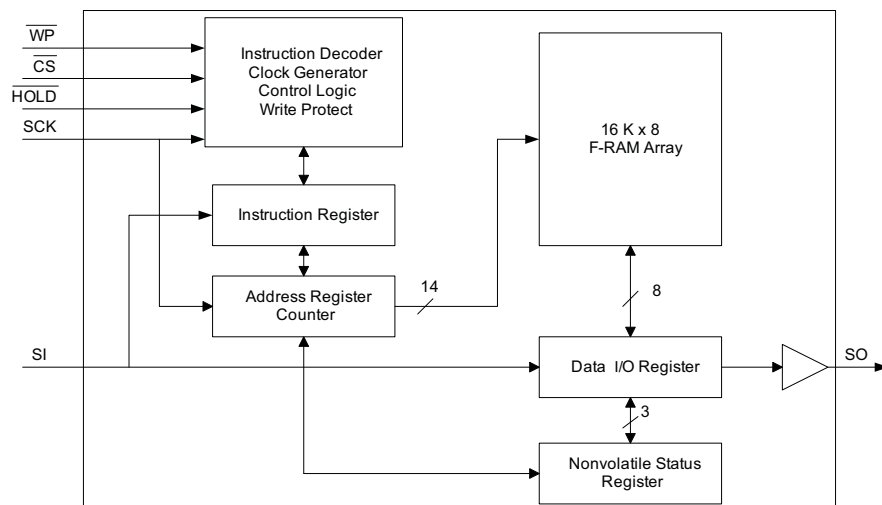 WP
CS
HOLD
SCK
Instruction Decoder
Clock Generator
Control Logic
Write Protect
16 K x 8
F-RAM Array
Instruction Register
Address Register
Counter
14
8
SI
Data I/O Register
SO
3
Nonvolatile Status
Register